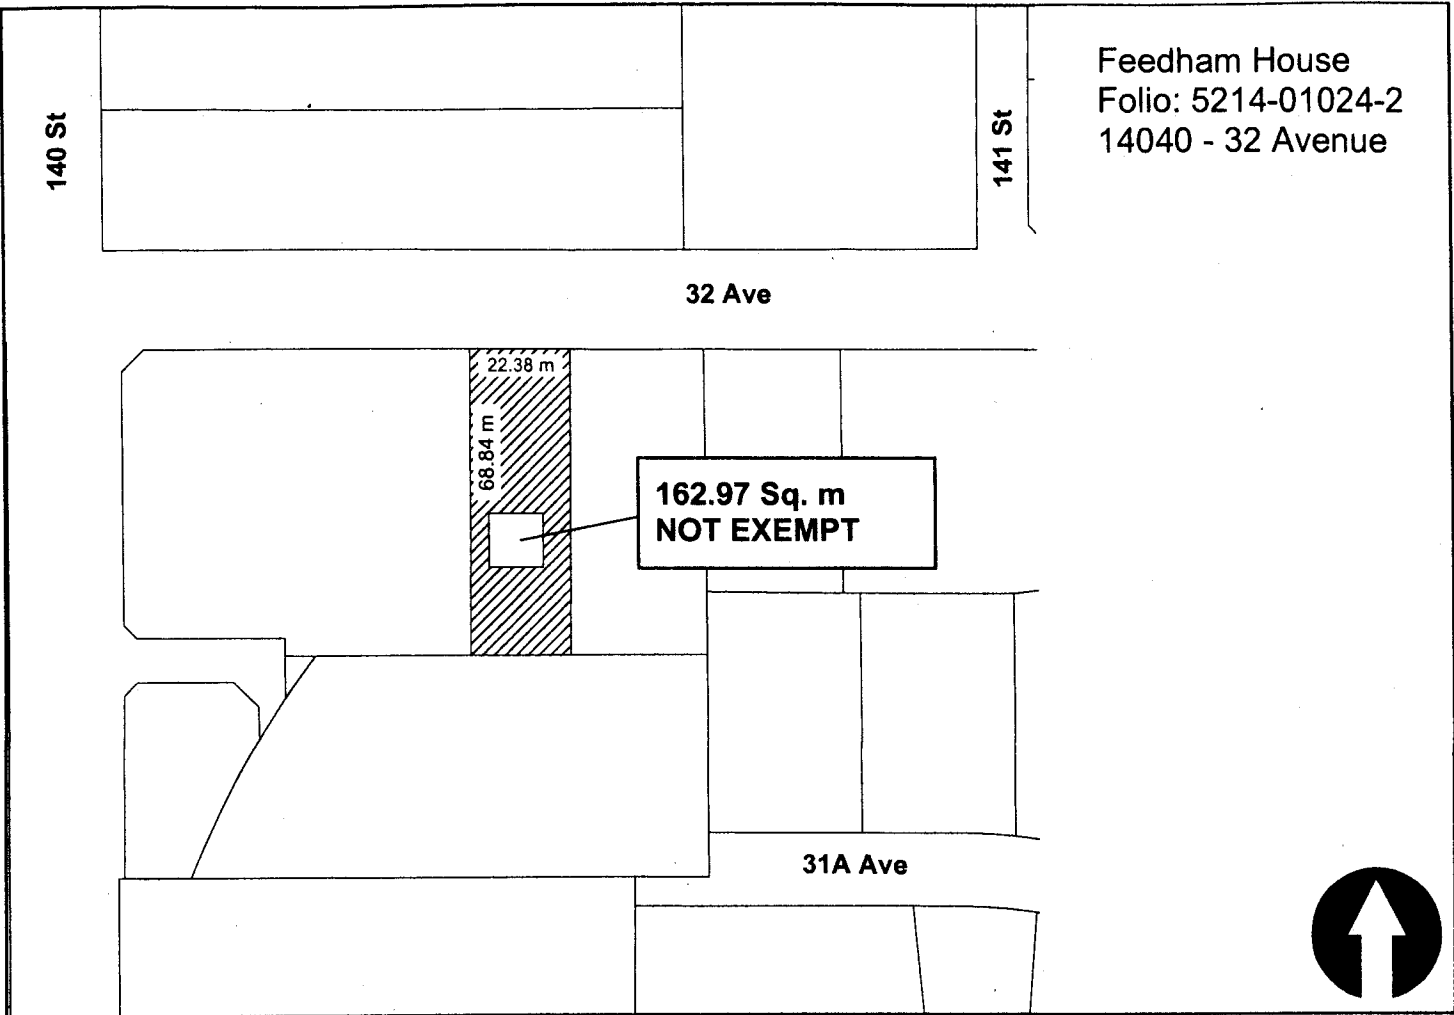 Feedham House
Folio: 5214-01024-2
14040 - 32 Avenue
140 St
141 St
32 Ave
22.38 m
68.84 m
162.97 Sq. m
NOT EXEMPT
31A Ave